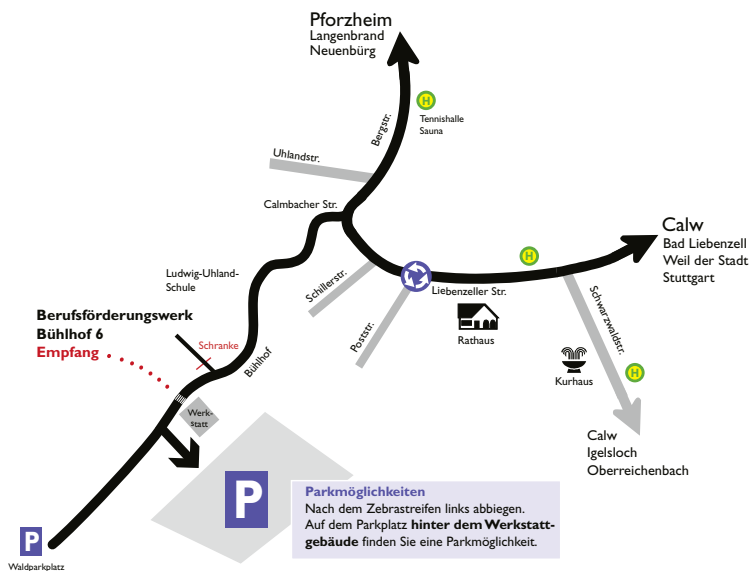 Pforzheim
Langenbrand
Neuenbürg
H
Tennishalle
Sauna
Bergstr.
Uhlandstr.
Calmbacher Str.
Calw
Bad Liebenzell
Weil der Stadt
Stuttgart
H
Ludwig-Uhland-
Schule
Schillerstr.
Liebenzeller Str.
Poststr.
Rathaus
Schwarzwaldstr.
Kurhaus
H
Berufsförderungswerk
Bühlhof 6
Empfang
Schranke
Bühlhof
Werk-
statt
Calw
Igelsloch
Oberreichenbach
P
Parkmöglichkeiten
Nach dem Zebrastreifen links abbiegen.
Auf dem Parkplatz hinter dem Werkstatt-
gebäude finden Sie eine Parkmöglichkeit.
P
Waldparkplatz